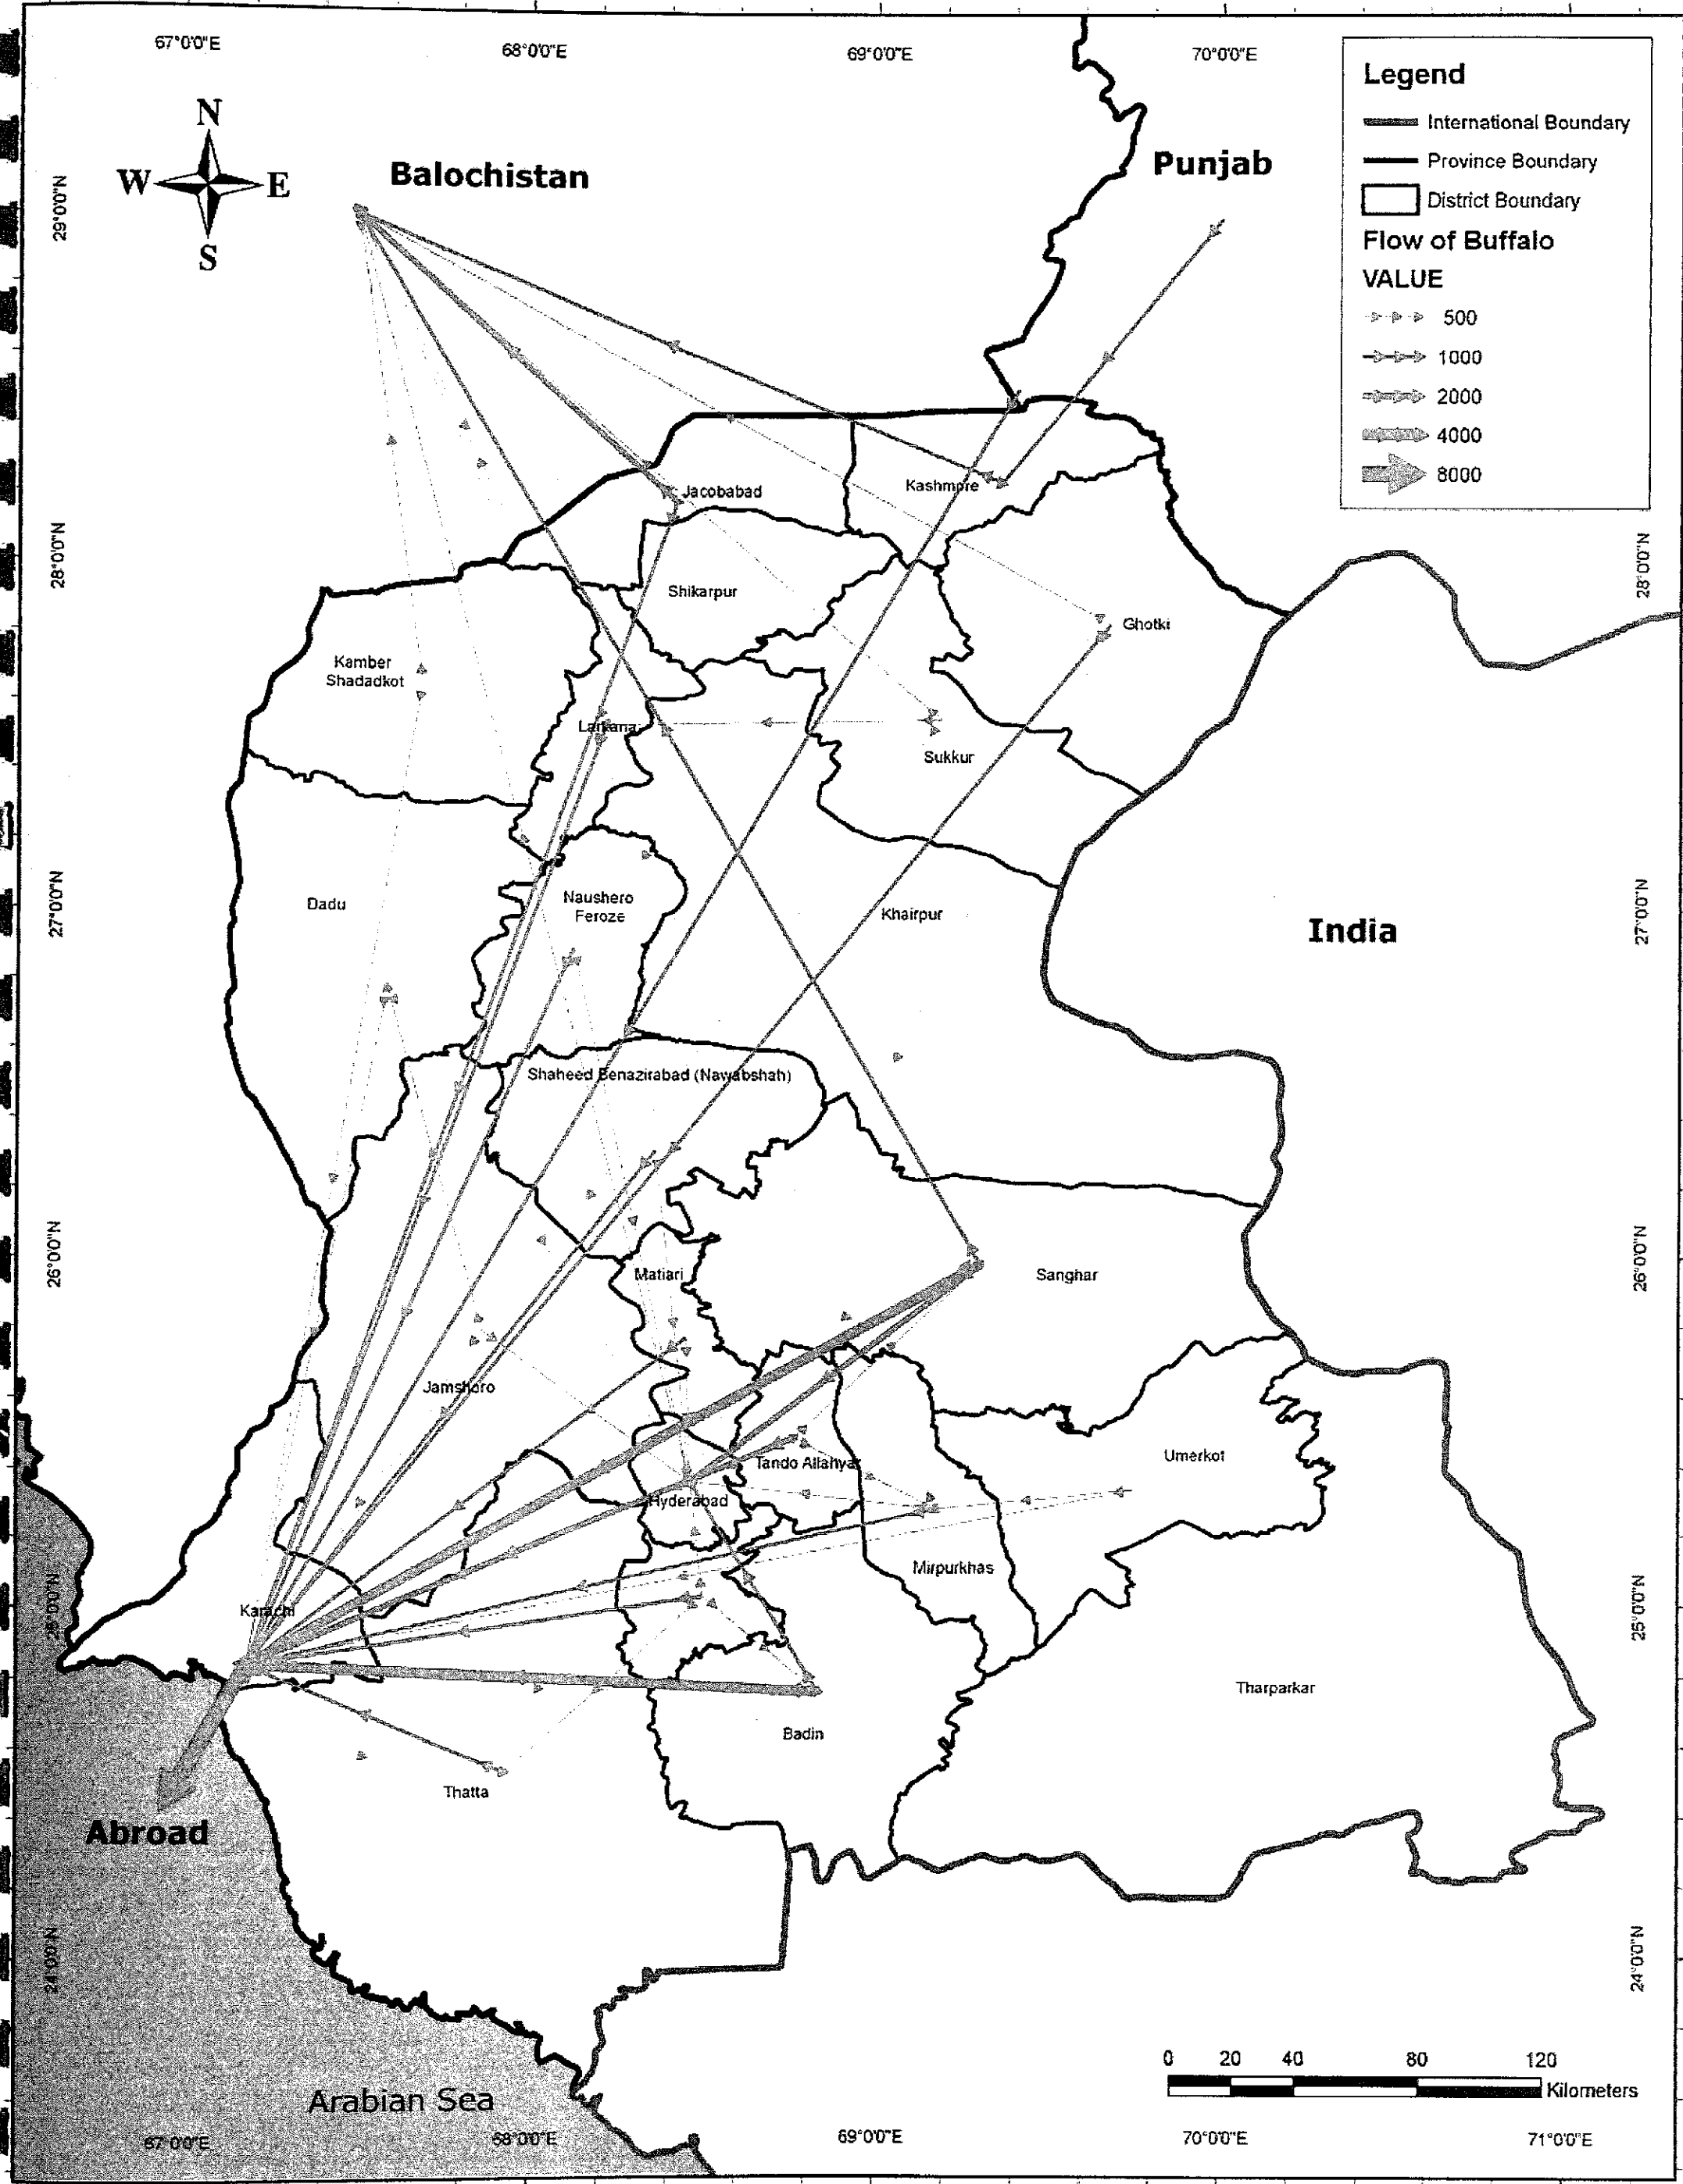 67°0'0"E
68°0'0"E
69°0'0"E
70°0'0"E
Legend
International Boundary
Province Boundary
District Boundary
Flow of Buffalo
VALUE
500
1000
2000
4000
8000
N
W
E
S
Balochistan
Punjab
29°0'0"N
Jacobabad
Kashmore
28°0'0"N
28°0'0"N
Shikarpur
Ghotki
Kamber
Shadadkot
Larkana
Sukkur
27°0'0"N
27°0'0"N
Dadu
Naushero
Feroze
Khairpur
India
Shaheed Benazirabad (Nawabshah)
26°0'0"N
26°0'0"N
Matiari
Sanghar
Jamshoro
Tando Allahyar
Umerkot
Hyderabad
Mirpurkhas
25°0'0"N
25°0'0"N
Karachi
Tharparkar
Badin
Thatta
Abroad
24°0'0"N
24°0'0"N
0 20 40 80 120
Kilometers
Arabian Sea
67°0'0"E
68°0'0"E
69°0'0"E
70°0'0"E
71°0'0"E